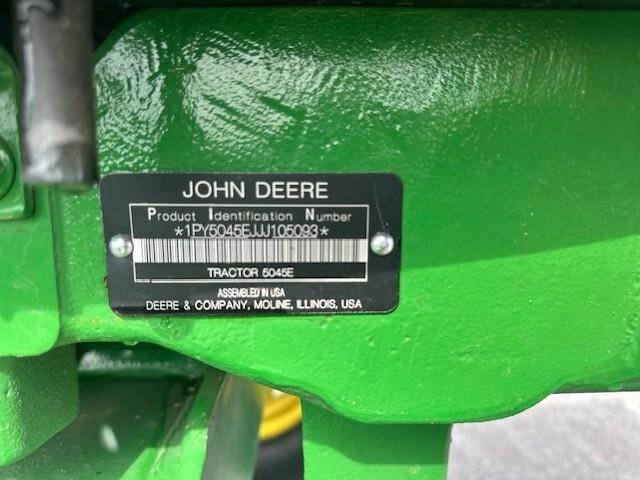 JOHN DEERE
Product Identification Number
*1PY5045EJJJ105093*
TRACTOR 5045E
ASSEMBLED IN USA
DEERE & COMPANY, MOLINE, ILLINOIS, USA